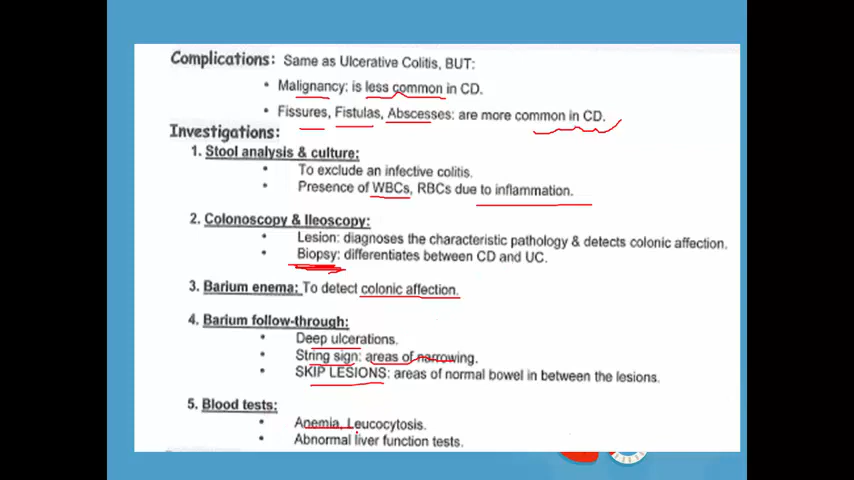 Complications: Same as Ulcerative Colitis, BUT:
• Malignancy: is less common in CD.
• Fissures, Fistulas, Abscesses: are more common in CD.
Investigations:
1. Stool analysis & culture:
• To exclude an infective colitis.
• Presence of WBCs, RBCs due to inflammation.
2. Colonoscopy & Ileoscopy:
• Lesion: diagnoses the characteristic pathology & detects colonic affection.
• Biopsy: differentiates between CD and UC.
3. Barium enema: To detect colonic affection.
4. Barium follow-through:
• Deep ulcerations.
• String sign: areas of narrowing.
• SKIP LESIONS: areas of normal bowel in between the lesions.
5. Blood tests:
• Anemia, Leucocytosis.
• Abnormal liver function tests.